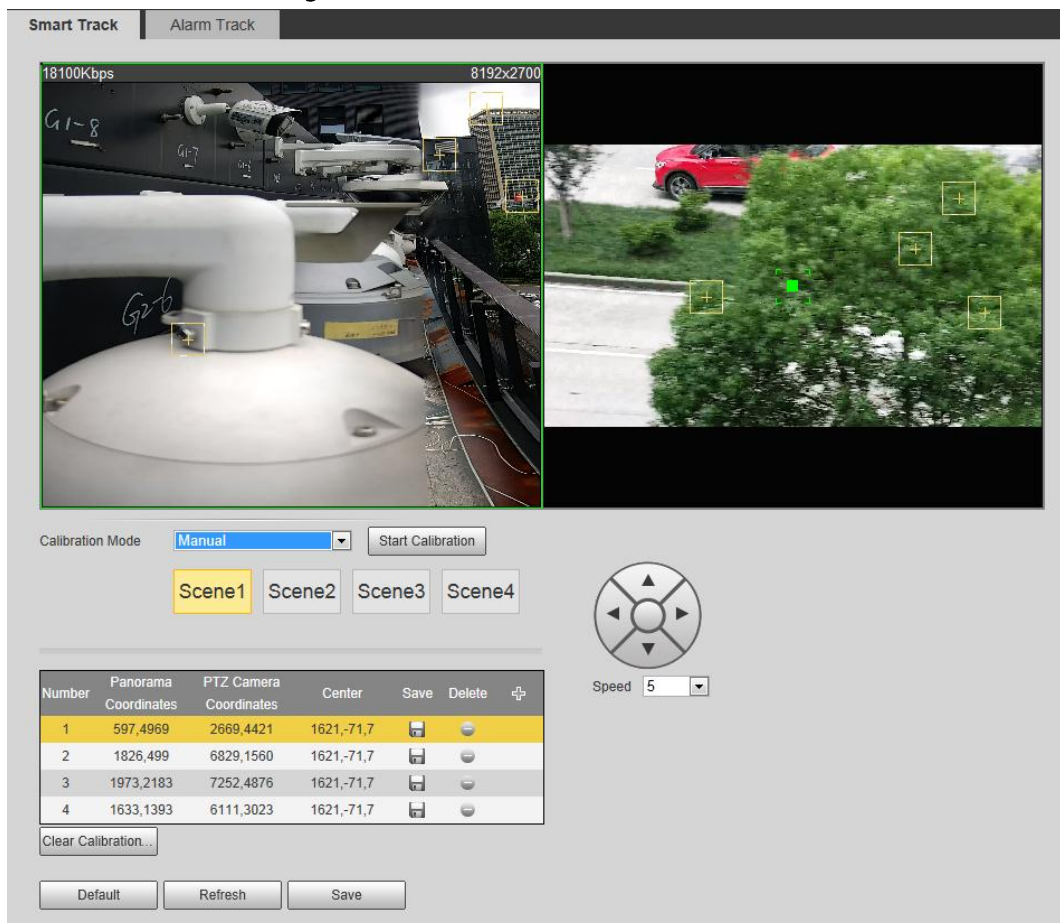 Smart Track Alarm Track
18100Kbps 8192x2700
G1-8
G1-7
G2-6
Calibration Mode Manual Start Calibration
Scene1 Scene2 Scene3 Scene4
Number Panorama Coordinates PTZ Camera Coordinates Center Save Delete
1 597,4969 2669,4421 1621,-71,7
2 1826,499 6829,1560 1621,-71,7
3 1973,2183 7252,4876 1621,-71,7
4 1633,1393 6111,3023 1621,-71,7
Speed 5
Clear Calibration...
Default Refresh Save